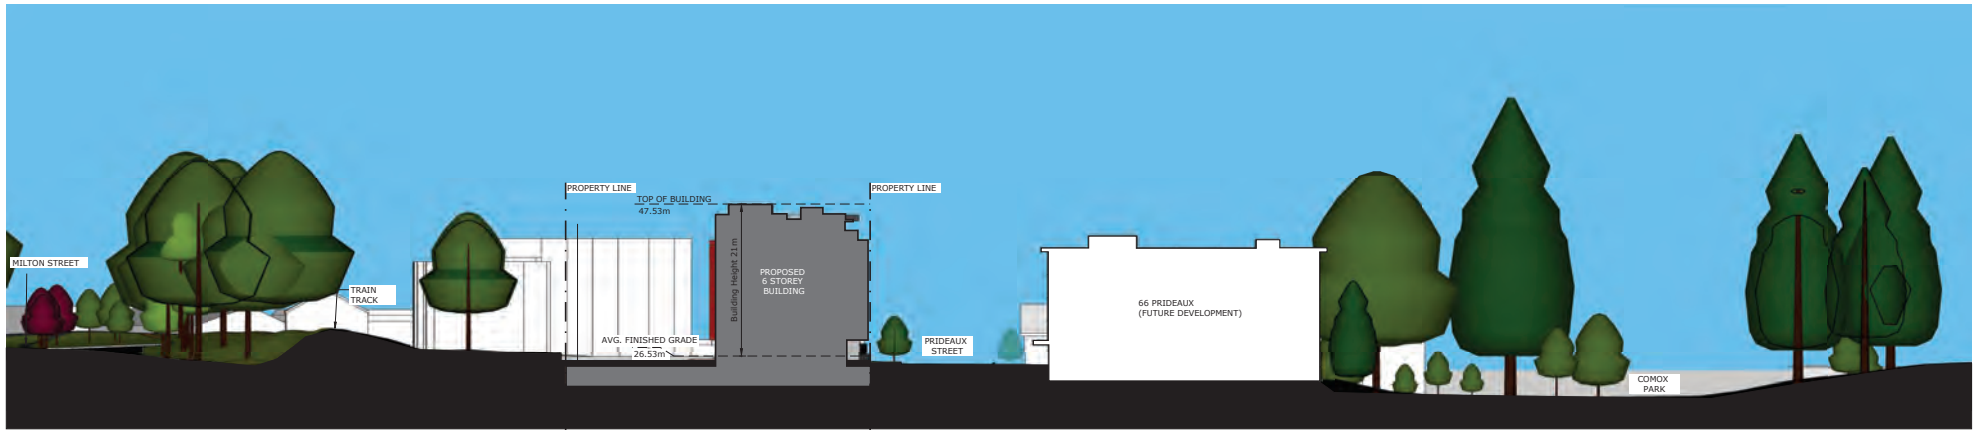 PROPERTY LINE
PROPERTY LINE
TOP OF BUILDING
47.53m
MILTON STREET
TRAIN
TRACK
Building Height 21m
PROPOSED
6 STOREY
BUILDING
66 PRIDEAUX
(FUTURE DEVELOPMENT)
AVG. FINISHED GRADE
26.53m
PRIDEAUX
STREET
COMOX
PARK